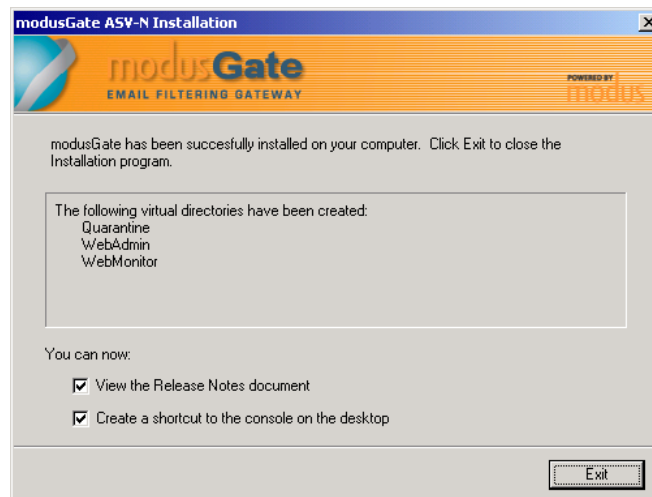 modusGate ASV-N Installation
modusGate
EMAIL FILTERING GATEWAY
POWERED BY
modus
modusGate has been succesfully installed on your computer. Click Exit to close the
Installation program.
The following virtual directories have been created:
Quarantine
WebAdmin
WebMonitor
You can now:
View the Release Notes document
Create a shortcut to the console on the desktop
Exit